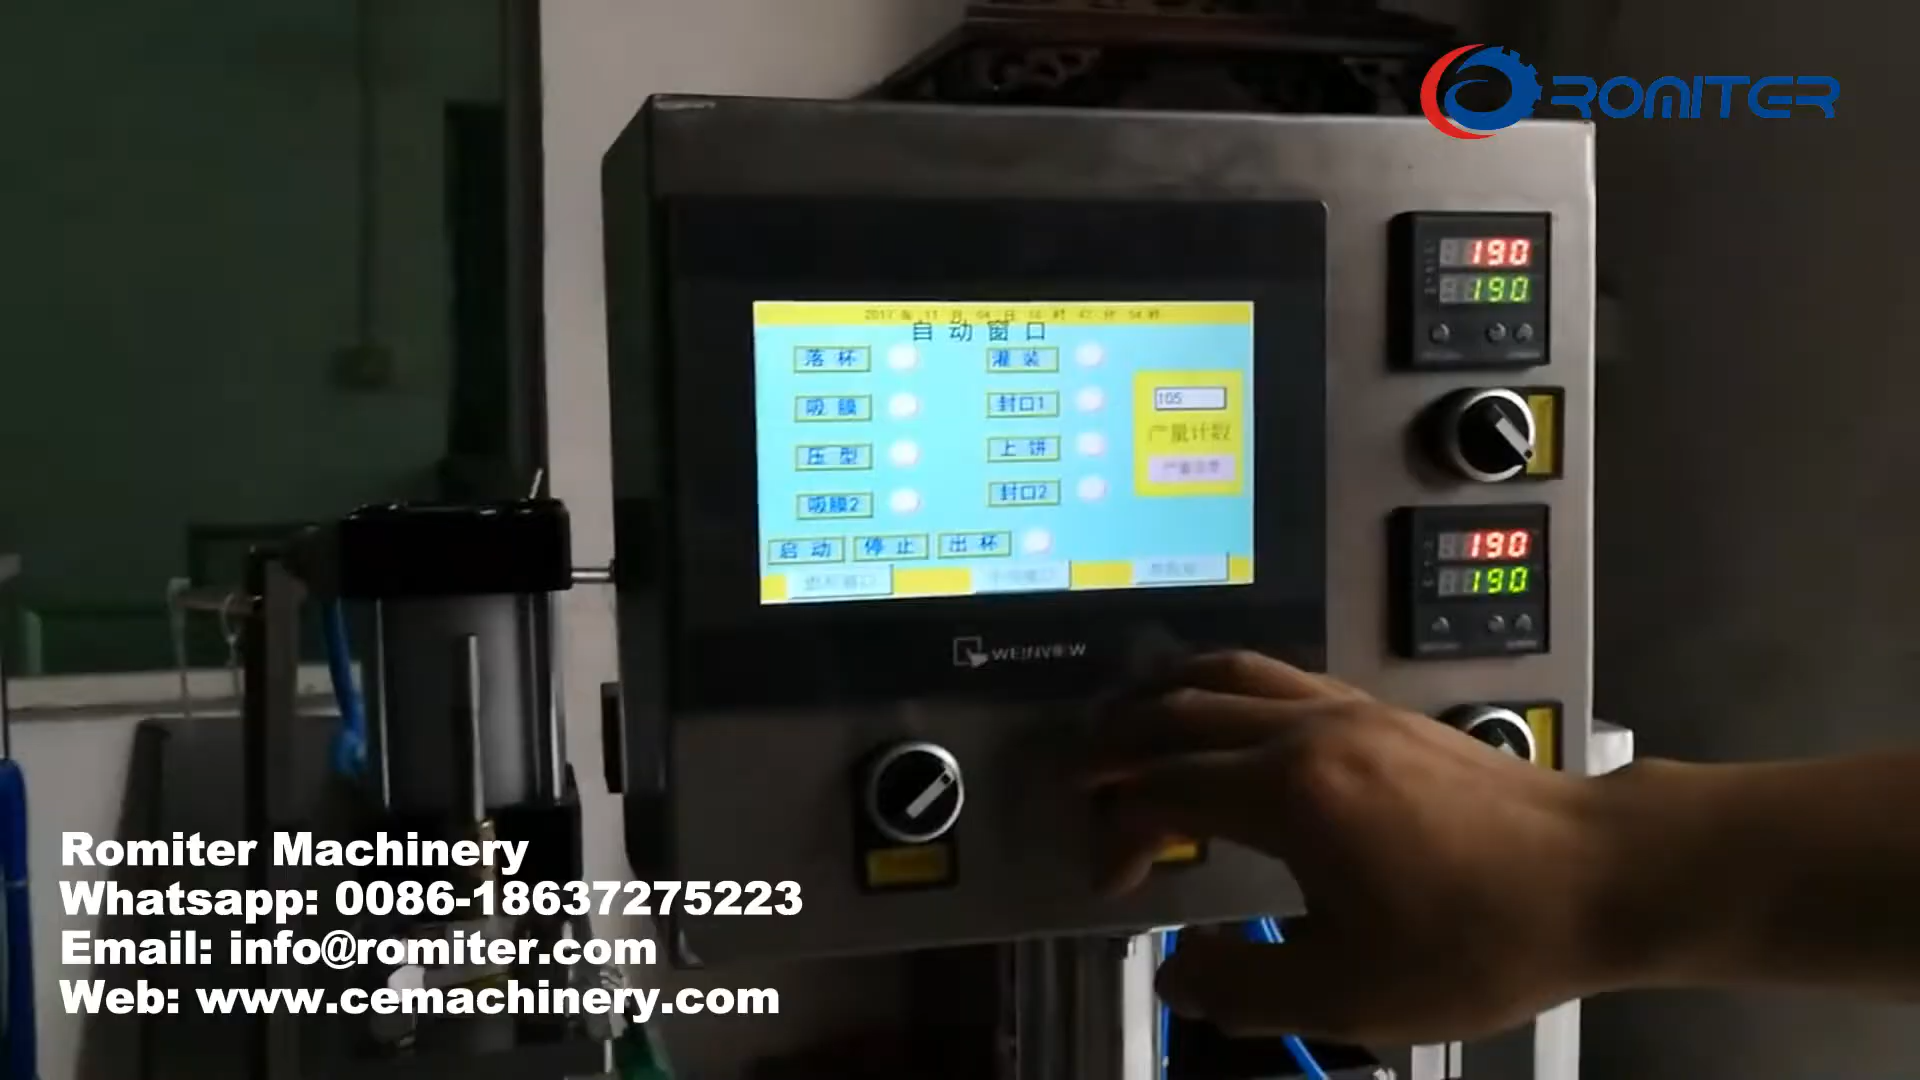 ROMITER
自动窗口
落杯
灌装
吸膜
封口1
压型
上饼
吸膜2
封口2
105
产量计数
启动
停止
出杯
WEINVIEW
190
190
190
190
Romiter Machinery
Whatsapp: 0086-18637275223
Email: info@romiter.com
Web: www.cemachinery.com